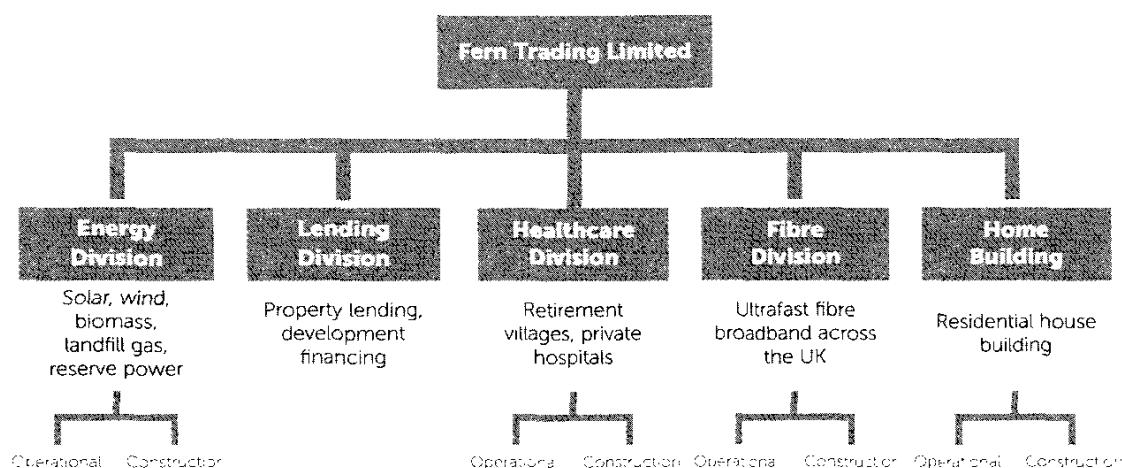 Fern Trading Limited
Energy
Division
Solar, wind,
biomass,
landfill gas,
reserve power
Lending
Division
Property lending,
development
financing
Healthcare
Division
Retirement
villages, private
hospitals
Fibre
Division
Ultrafast fibre
broadband across
the UK
Home
Building
Residential house
building
Operational Construction
Operational Construction
Operational Construction
Operational Construction